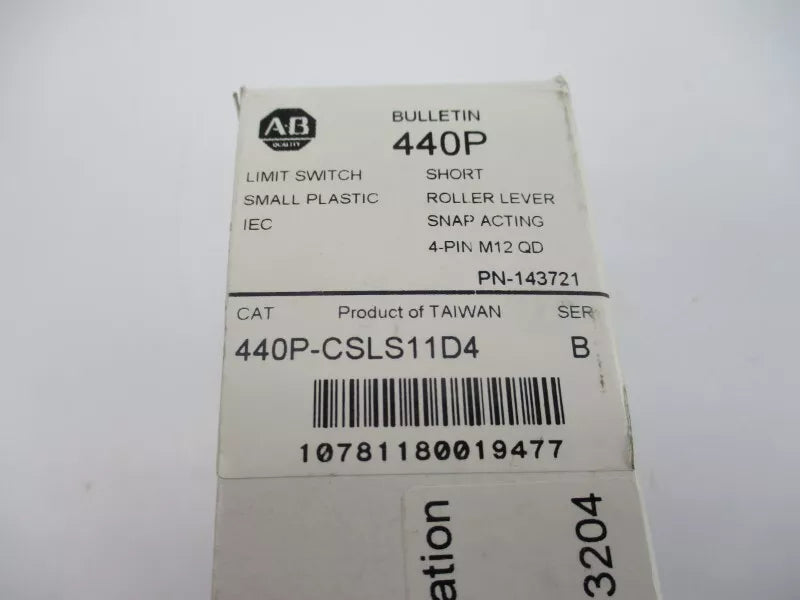 A-B
QUALITY
BULLETIN
440P
LIMIT SWITCH SHORT
SMALL PLASTIC ROLLER LEVER
IEC SNAP ACTING
4-PIN M12 QD
PN-143721
CAT Product of TAIWAN SER
440P-CSLS11D4 B
10781180019477
ation
3204